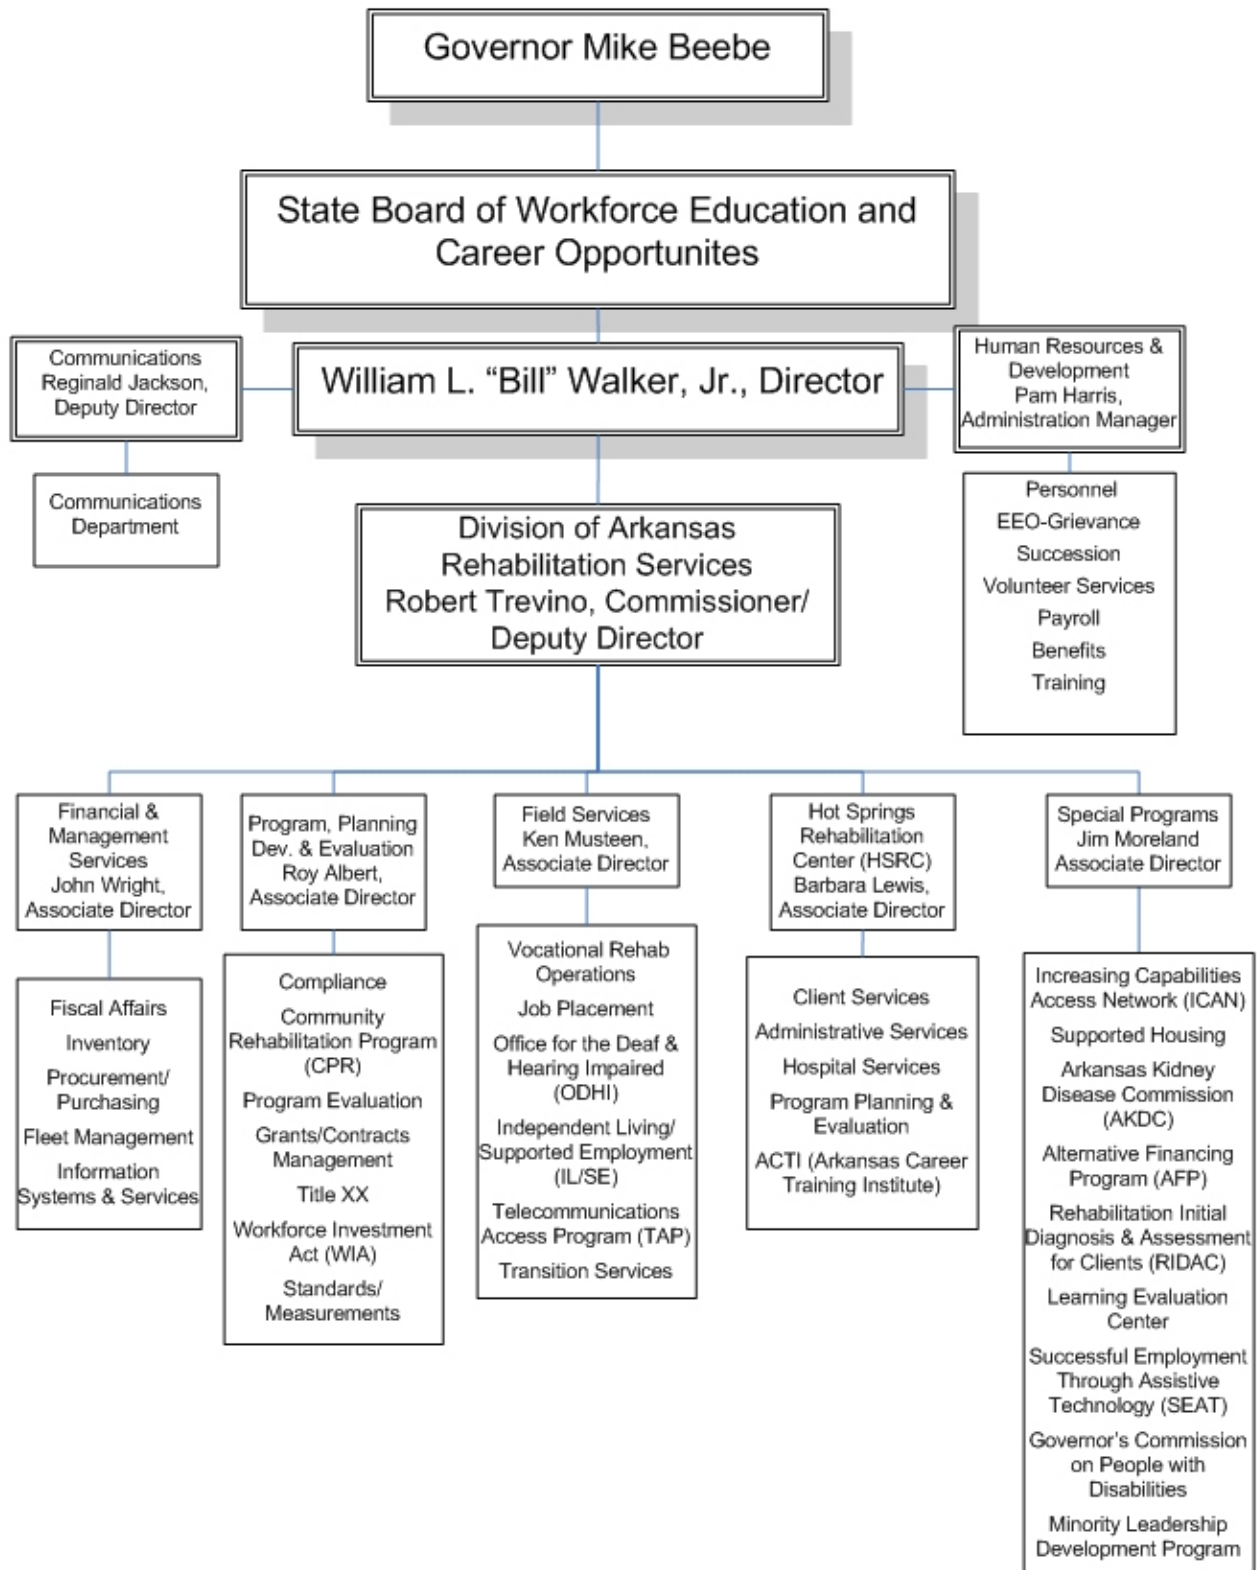 Governor Mike Beebe
State Board of Workforce Education and
Career Opportunites
Communications
Reginald Jackson,
Deputy Director
William L. “Bill” Walker, Jr., Director
Human Resources &
Development
Pam Harris,
Administration Manager
Communications
Department
Personnel
EEO-Grievance
Succession
Volunteer Services
Payroll
Benefits
Training
Division of Arkansas
Rehabilitation Services
Robert Trevino, Commissioner/
Deputy Director
Financial &
Management
Services
John Wright,
Associate Director
Program, Planning
Dev. & Evaluation
Roy Albert,
Associate Director
Field Services
Ken Musteen,
Associate Director
Hot Springs
Rehabilitation
Center (HSRC)
Barbara Lewis,
Associate Director
Special Programs
Jim Moreland
Associate Director
Fiscal Affairs
Inventory
Procurement/
Purchasing
Fleet Management
Information
Systems & Services
Compliance
Community
Rehabilitation Program
(CPR)
Program Evaluation
Grants/Contracts
Management
Title XX
Workforce Investment
Act (WIA)
Standards/
Measurements
Vocational Rehab
Operations
Job Placement
Office for the Deaf &
Hearing Impaired
(ODHI)
Independent Living/
Supported Employment
(IL/SE)
Telecommunications
Access Program (TAP)
Transition Services
Client Services
Administrative Services
Hospital Services
Program Planning &
Evaluation
ACTI (Arkansas Career
Training Institute)
Increasing Capabilities
Access Network (ICAN)
Supported Housing
Arkansas Kidney
Disease Commission
(AKDC)
Alternative Financing
Program (AFP)
Rehabilitation Initial
Diagnosis & Assessment
for Clients (RIDAC)
Learning Evaluation
Center
Successful Employment
Through Assistive
Technology (SEAT)
Governor’s Commission
on People with
Disabilities
Minority Leadership
Development Program